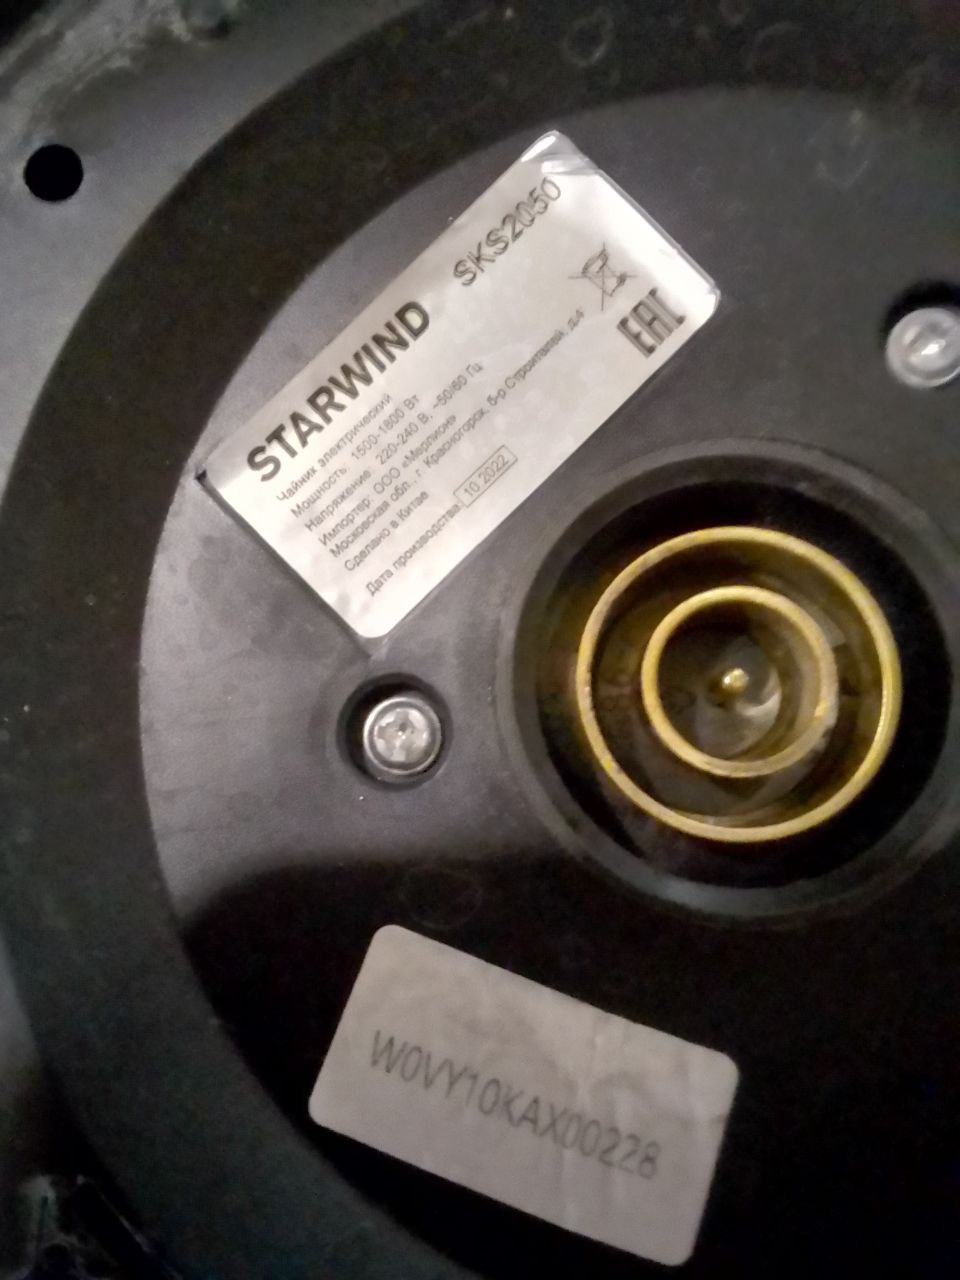 STARWIND SKS2050
Чайник электрический
Мощность: 1500-1800 Вт
Напряжение: 220-240 В, ~50/60 Гц
Импортер: ООО «Мерлион»
Московская обл., г. Красногорск, б-р Строителей, д.4
Сделано в Китае
Дата производства: 10.2022
EAC
W0VY10KAX00228